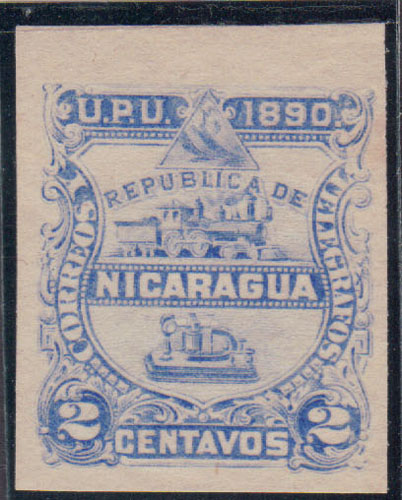 U.P.U. 1890.
REPUBLICA DE
CORREOS
TELEGRAFOS
NICARAGUA
2 CENTAVOS 2